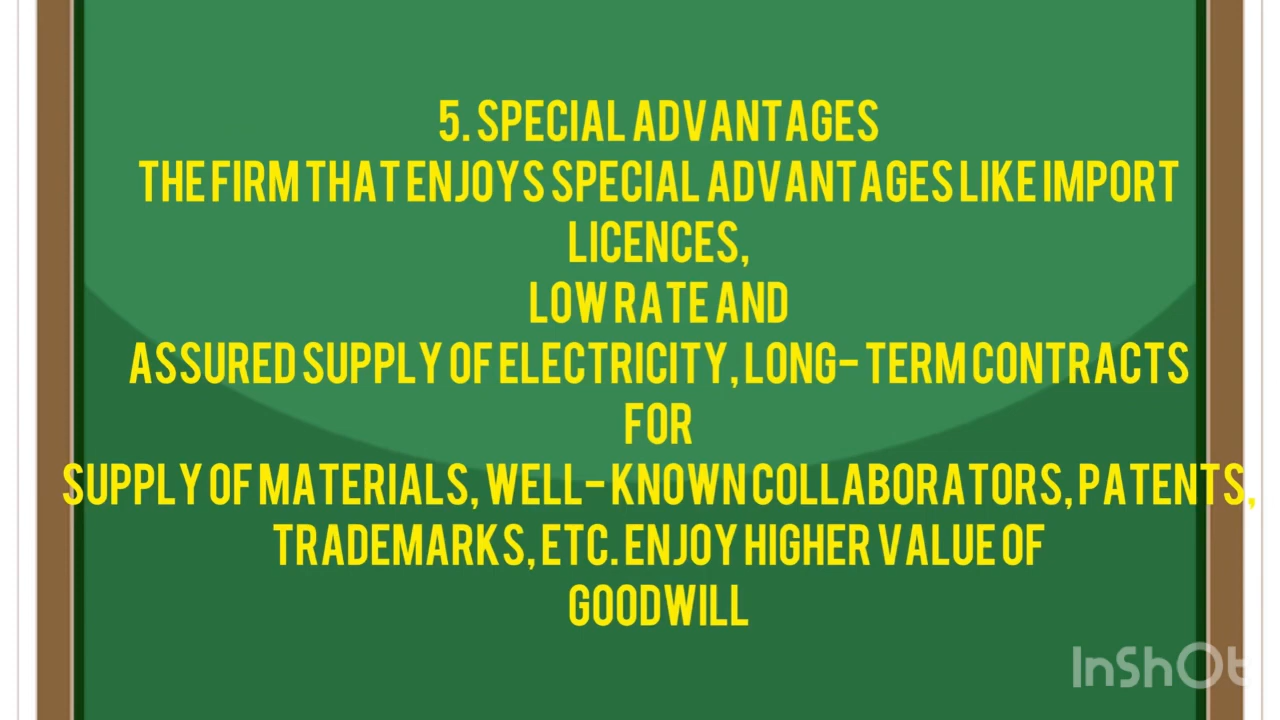 5. SPECIAL ADVANTAGES
THE FIRM THAT ENJOYS SPECIAL ADVANTAGES LIKE IMPORT
LICENCES,
LOW RATE AND
ASSURED SUPPLY OF ELECTRICITY, LONG- TERM CONTRACTS
FOR
SUPPLY OF MATERIALS, WELL- KNOWN COLLABORATORS, PATENTS,
TRADEMARKS, ETC. ENJOY HIGHER VALUE OF
GOODWILL
InShOt